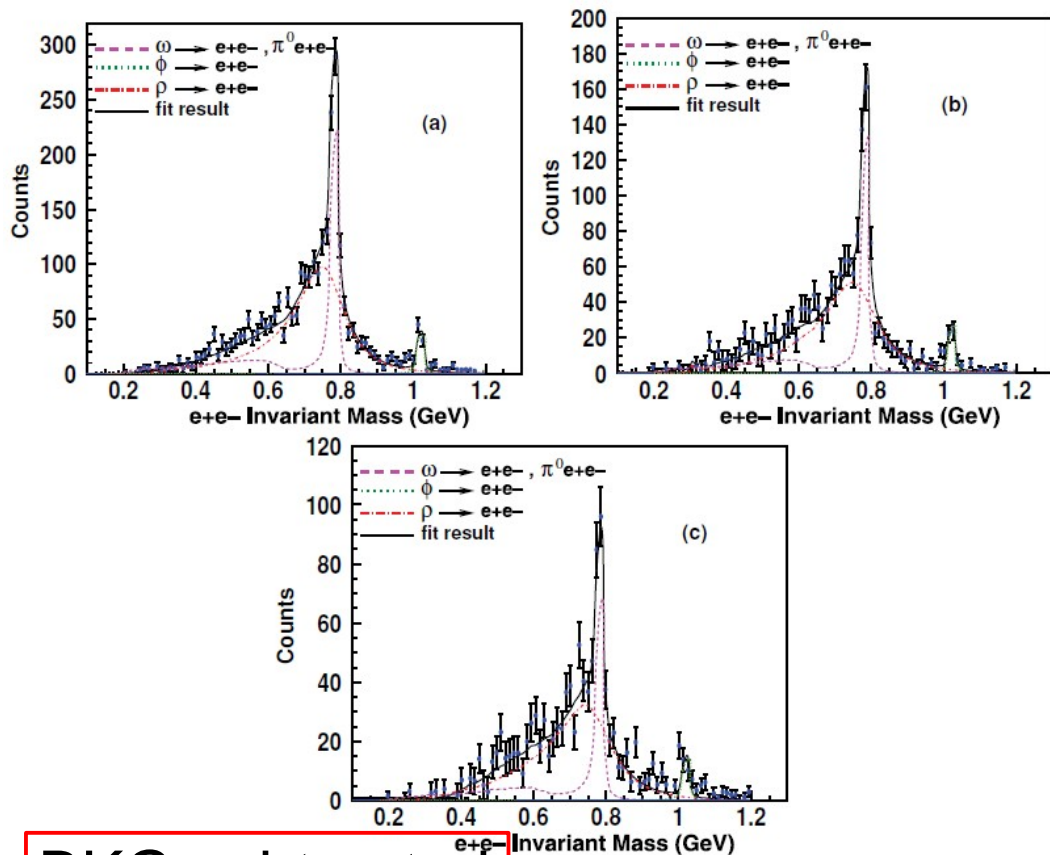 ω → e+e− , π⁰e+e−
φ → e+e−
ρ → e+e−
fit result
(a)
Counts
300
250
200
150
100
50
0
0.2 0.4 0.6 0.8 1 1.2
e+e− Invariant Mass (GeV)
ω → e+e− , π⁰e+e−
φ → e+e−
ρ → e+e−
fit result
(b)
Counts
200
180
160
140
120
100
80
60
40
20
0
0.2 0.4 0.6 0.8 1 1.2
e+e− Invariant Mass (GeV)
ω → e+e− , π⁰e+e−
φ → e+e−
ρ → e+e−
fit result
(c)
Counts
120
100
80
60
40
20
0
0.2 0.4 0.6 0.8 1 1.2
e+e− Invariant Mass (GeV)